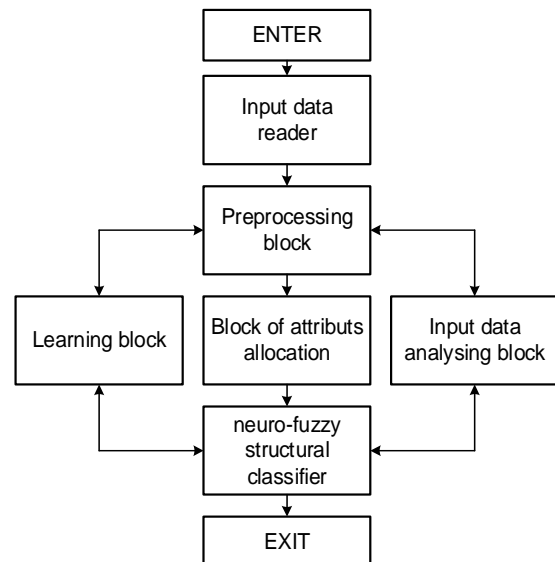 ENTER
Input data
reader
Preprocessing
block
Learning block
Block of attributs
allocation
Input data
analysing block
neuro-fuzzy
structural
classifier
EXIT